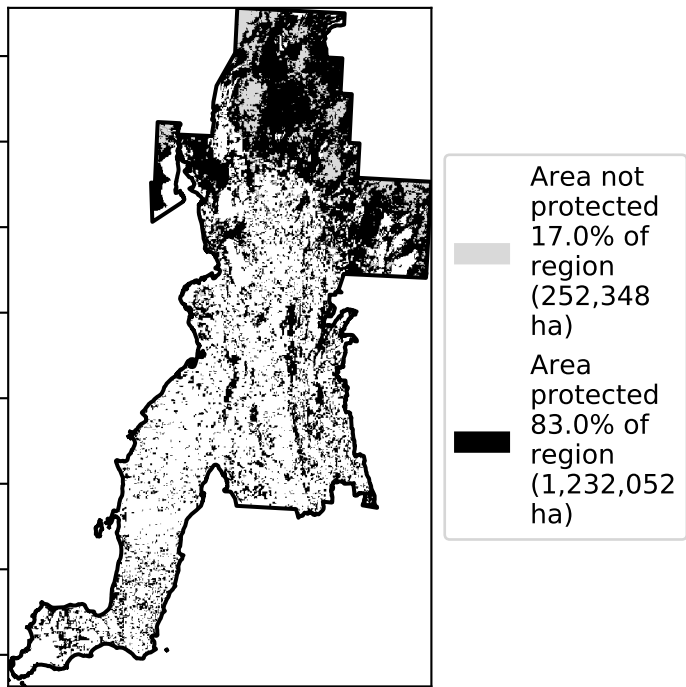 Area not
protected
17.0% of
region
(252,348
ha)
Area
protected
83.0% of
region
(1,232,052
ha)